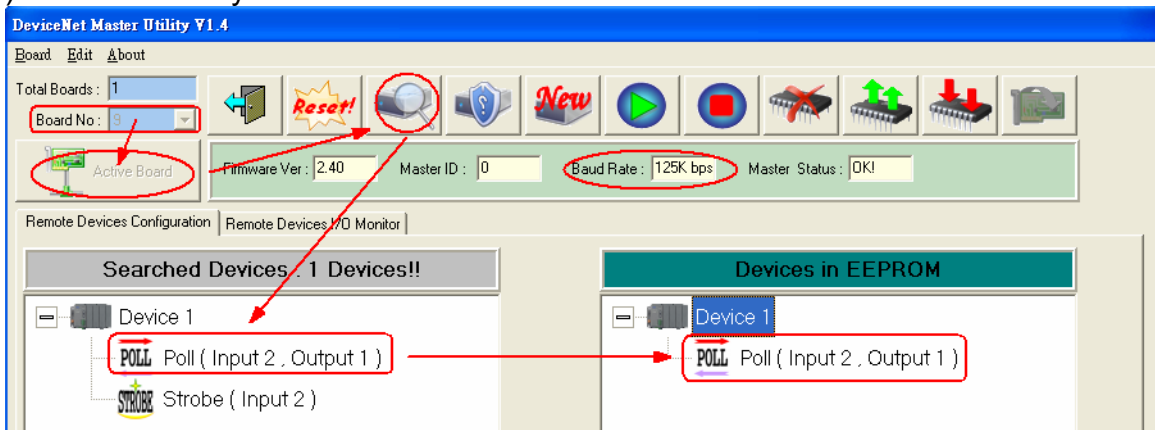 DeviceNet Master Utility V1.4
Board Edit About
Total Boards : 1
Board No : 9
Reset!
New
Active Board
Firmware Ver : 2.40 Master ID : 0 Baud Rate : 125K bps Master Status : OK!
Remote Devices Configuration Remote Devices I/O Monitor
Searched Devices : 1 Devices!! Devices in EEPROM
Device 1 Device 1
POLL Poll ( Input 2 , Output 1 ) POLL Poll ( Input 2 , Output 1 )
STROBE Strobe ( Input 2 )